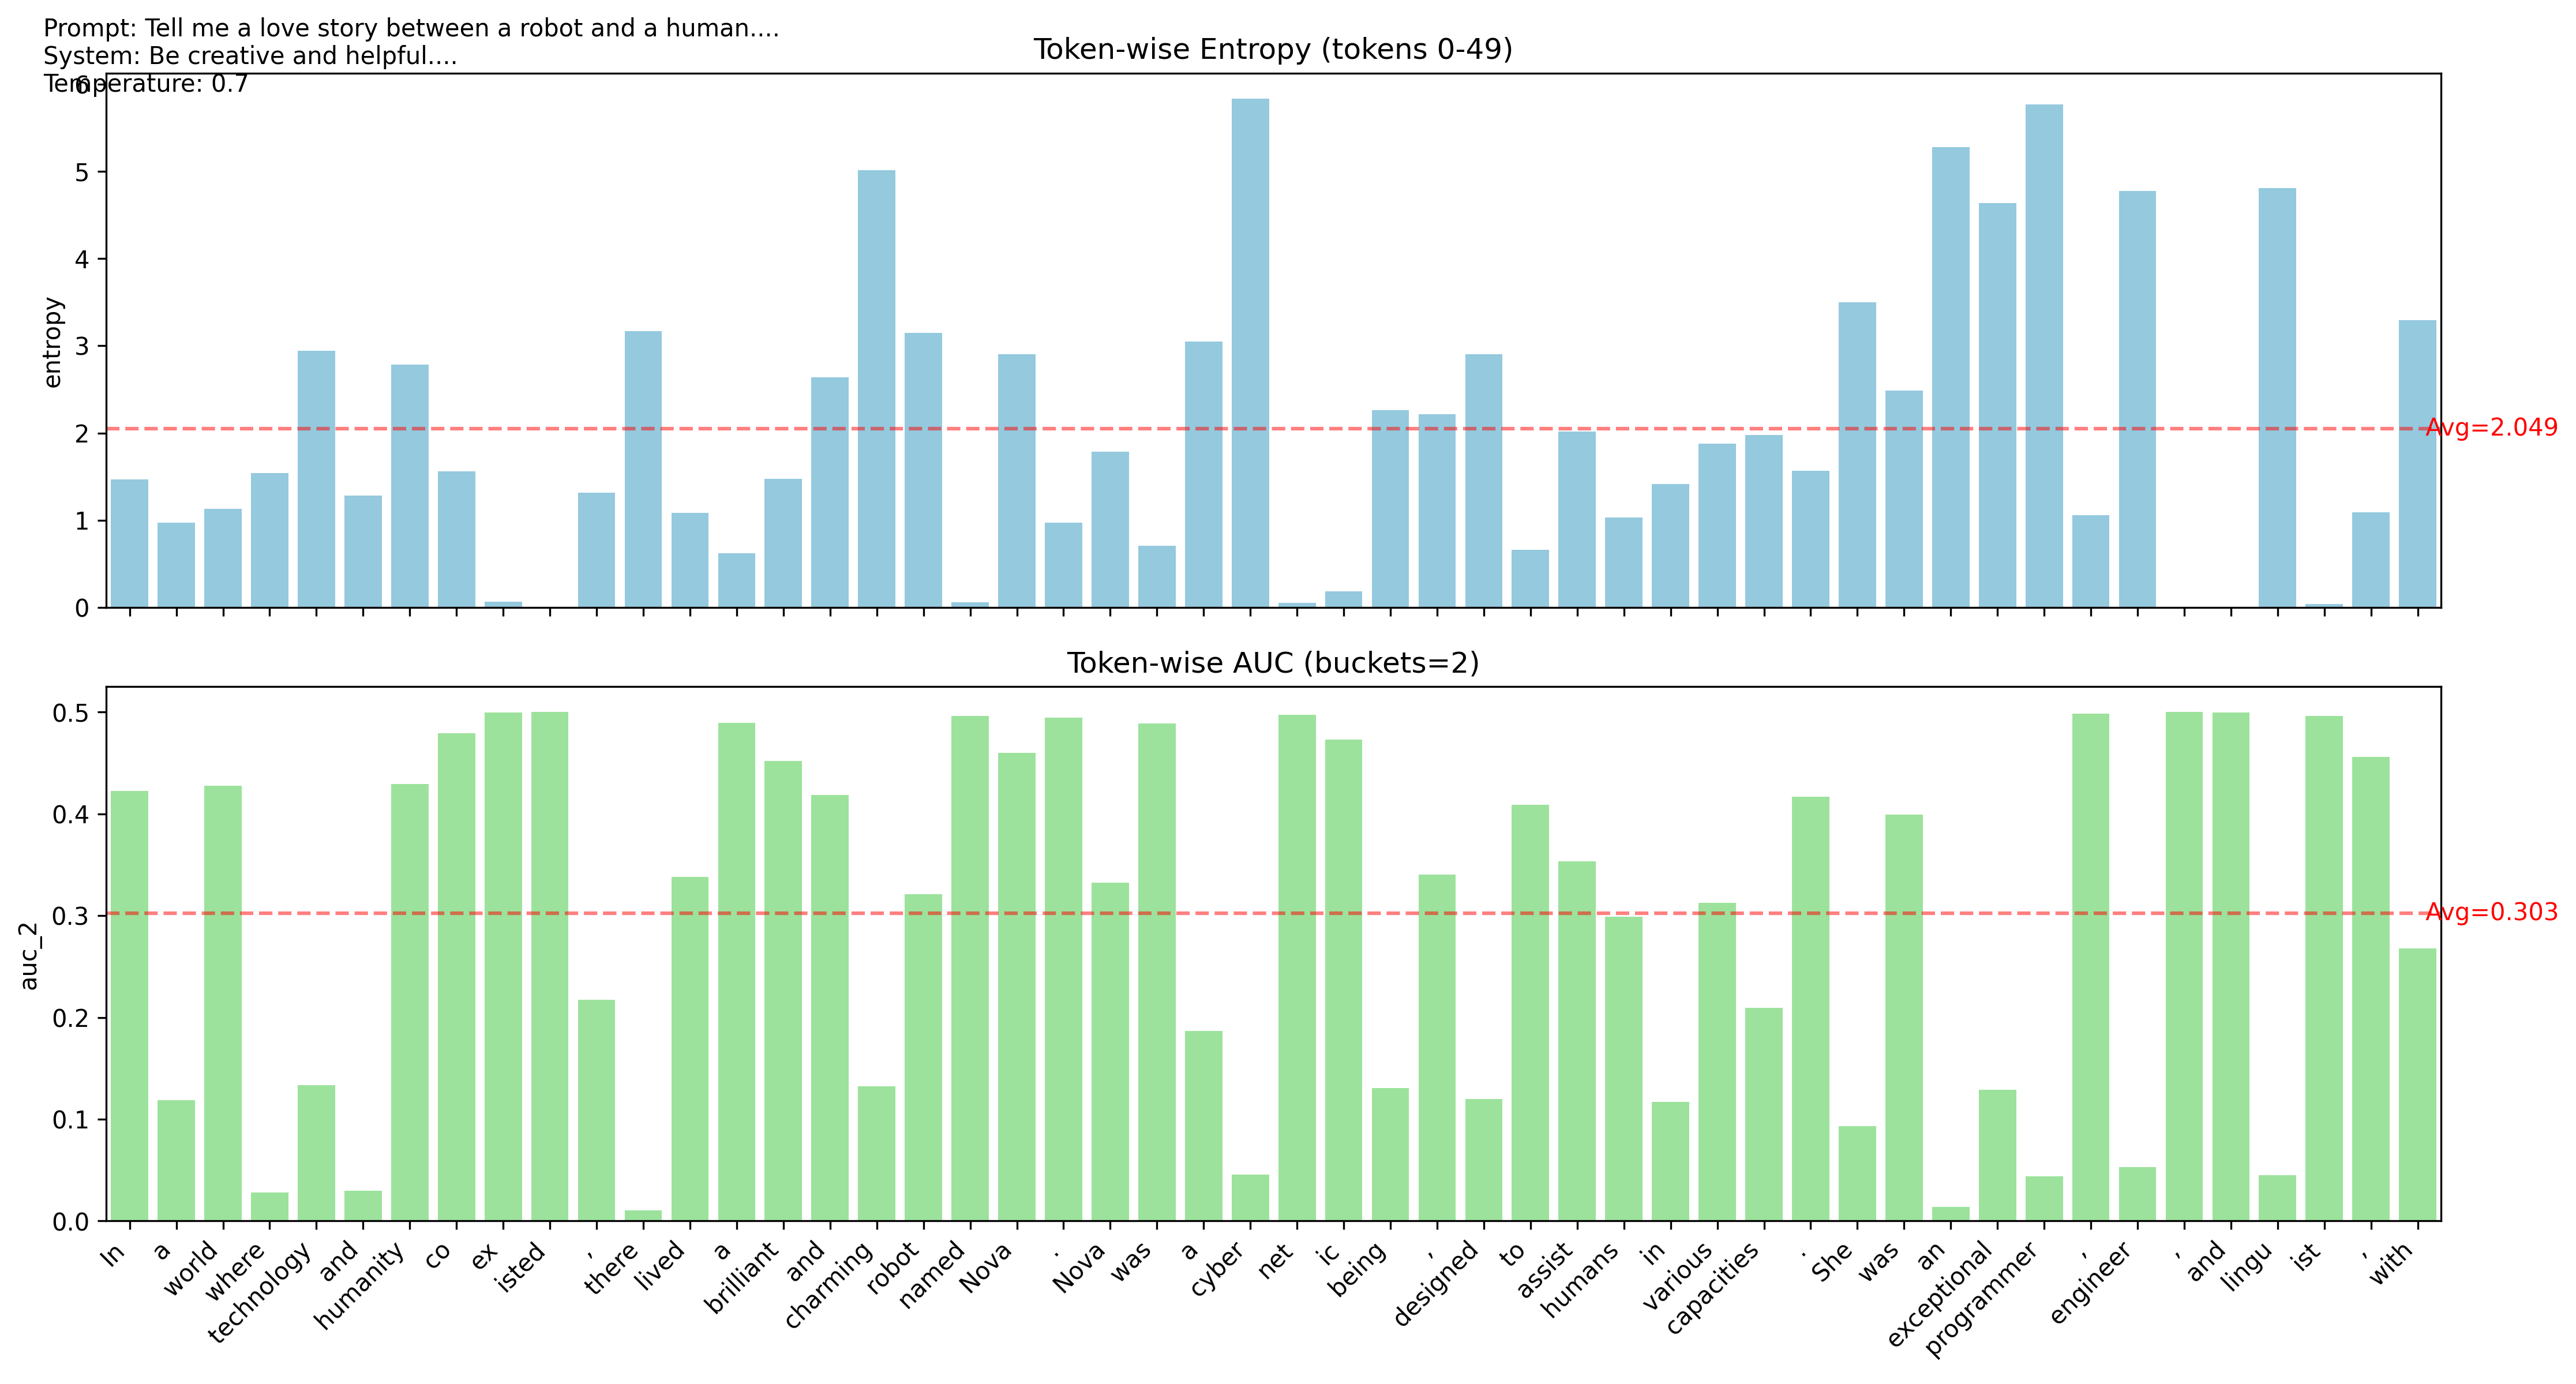 Prompt: Tell me a love story between a robot and a human....
System: Be creative and helpful....
Temperature: 0.7
Token-wise Entropy (tokens 0-49)
6
5
4
3
2
1
0
entropy
Avg=2.049
Token-wise AUC (buckets=2)
0.5
0.4
0.3
0.2
0.1
0.0
auc_2
Avg=0.303
In
a
world
where
technology
and
humanity
co
ex
isted
,
there
lived
a
brilliant
and
charming
robot
named
Nova
.
Nova
was
a
cyber
net
ic
being
,
designed
to
assist
humans
in
various
capacities
.
She
was
an
exceptional
programmer
,
engineer
,
and
lingu
ist
,
with